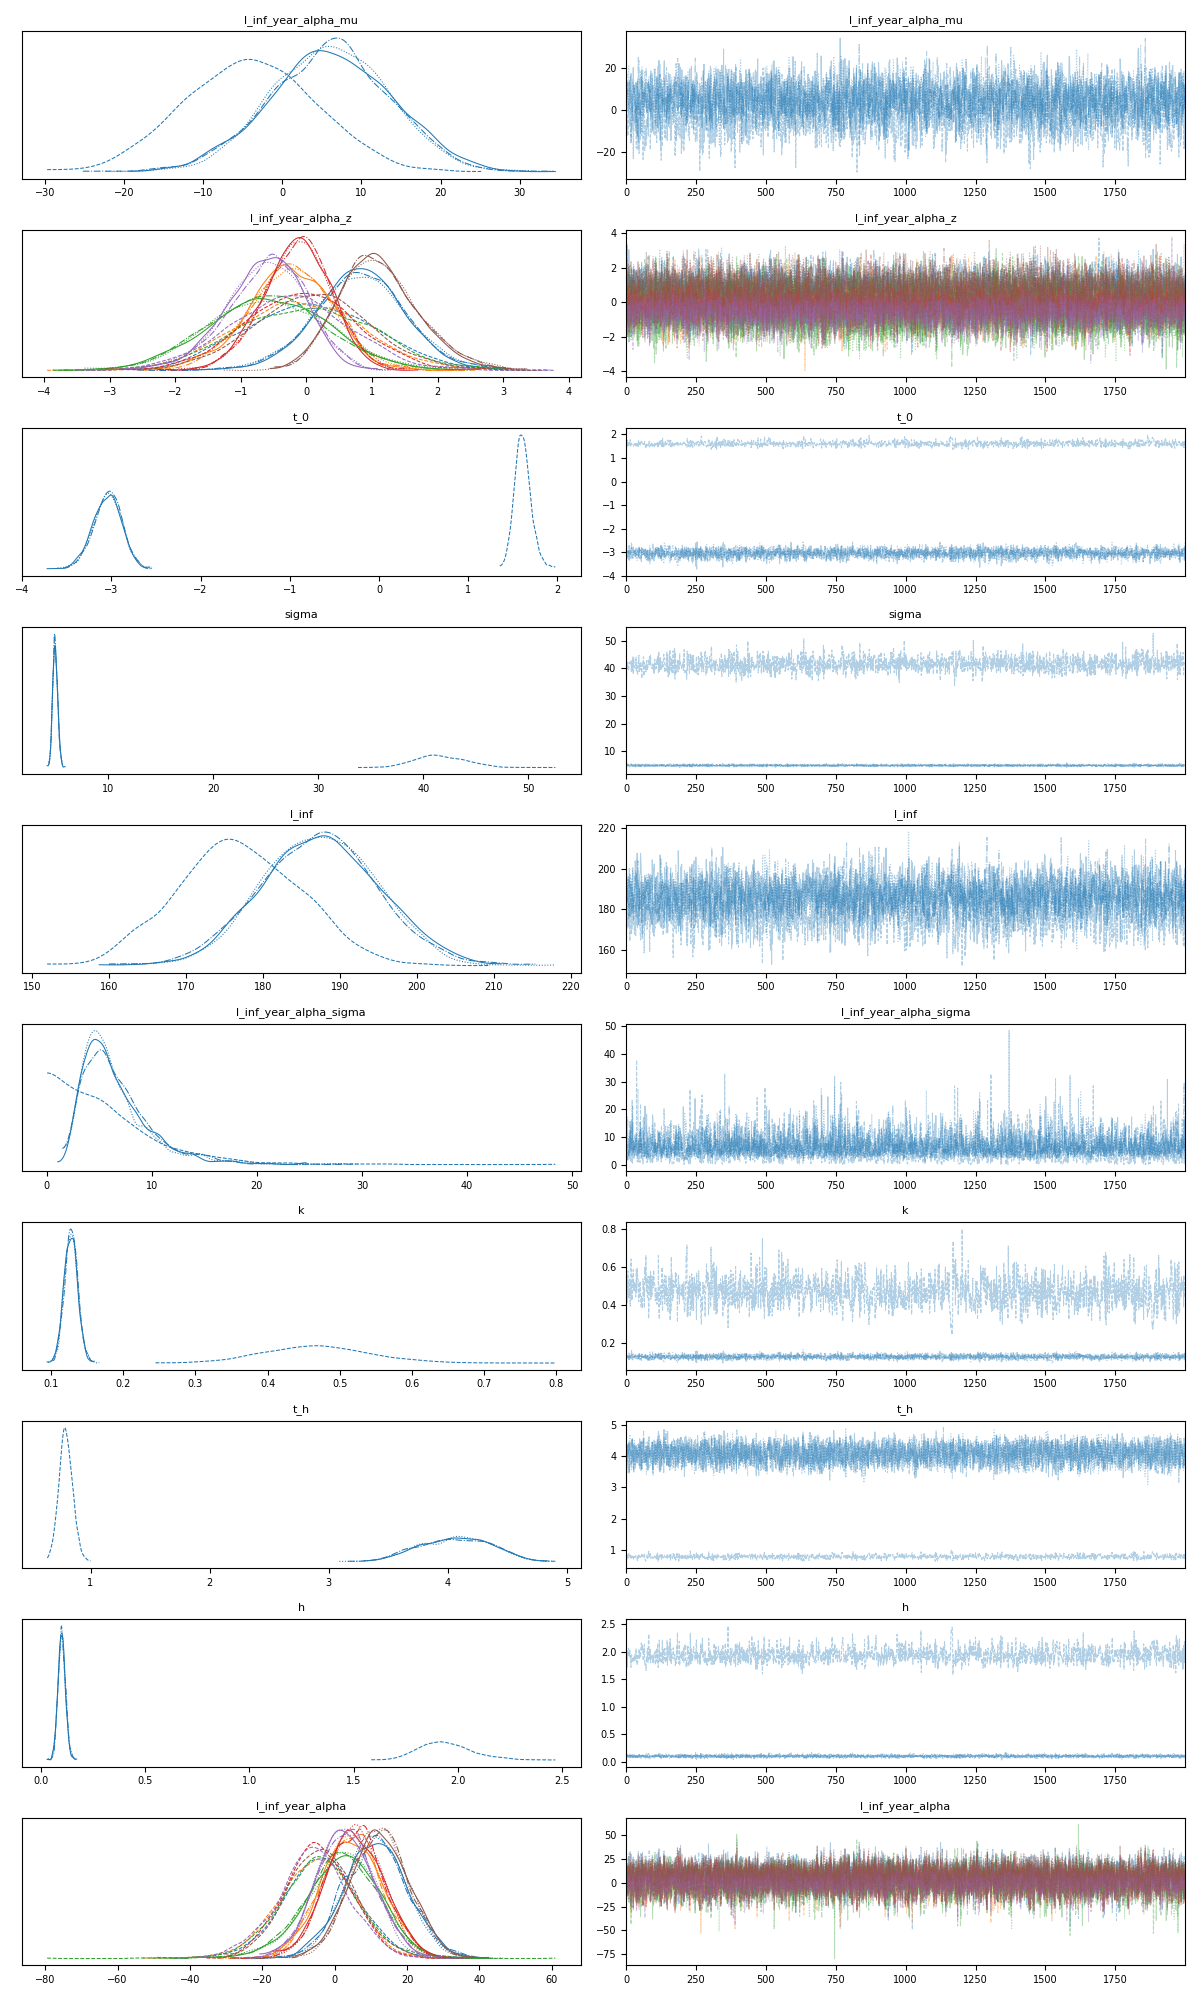 l_inf_year_alpha_mu l_inf_year_alpha_mu
20
0
−20
−30 −20 −10 0 10 20 30 0 250 500 750 1000 1250 1500 1750
l_inf_year_alpha_z l_inf_year_alpha_z
4
2
0
−2
−4
−4 −3 −2 −1 0 1 2 3 4 0 250 500 750 1000 1250 1500 1750
t_0 t_0
2
1
0
−1
−2
−3
−4
−4 −3 −2 −1 0 1 2 0 250 500 750 1000 1250 1500 1750
sigma sigma
50
40
30
20
10
10 20 30 40 50 0 250 500 750 1000 1250 1500 1750
l_inf l_inf
220
200
180
160
150 160 170 180 190 200 210 220 0 250 500 750 1000 1250 1500 1750
l_inf_year_alpha_sigma l_inf_year_alpha_sigma
50
40
30
20
10
0
0 10 20 30 40 50 0 250 500 750 1000 1250 1500 1750
k k
0.8
0.6
0.4
0.2
0.1 0.2 0.3 0.4 0.5 0.6 0.7 0.8 0 250 500 750 1000 1250 1500 1750
t_h t_h
5
4
3
2
1
1 2 3 4 5 0 250 500 750 1000 1250 1500 1750
h h
2.5
2.0
1.5
1.0
0.5
0.0
0.0 0.5 1.0 1.5 2.0 2.5 0 250 500 750 1000 1250 1500 1750
l_inf_year_alpha l_inf_year_alpha
50
25
0
−25
−50
−75
−80 −60 −40 −20 0 20 40 60 0 250 500 750 1000 1250 1500 1750